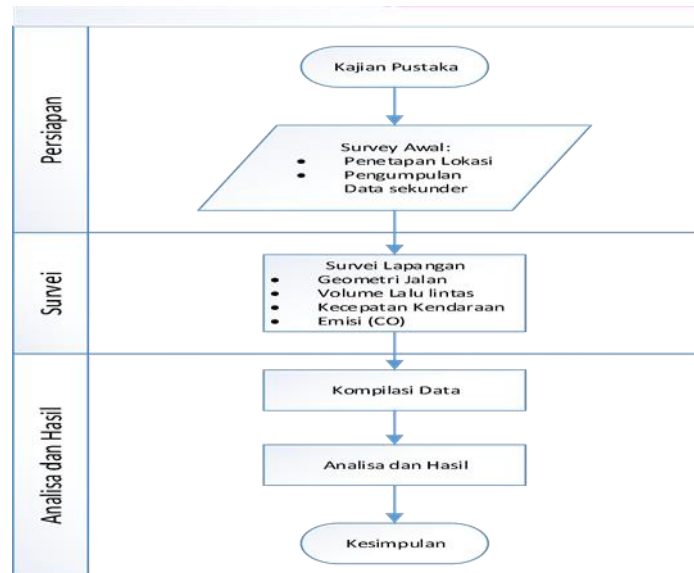 Persiapan
Kajian Pustaka
Survey Awal:
• Penetapan Lokasi
• Pengumpulan
Data sekunder
Survei
Survei Lapangan
• Geometri Jalan
• Volume Lalu lintas
• Kecepatan Kendaraan
• Emisi (CO)
Analisa dan Hasil
Kompilasi Data
Analisa dan Hasil
Kesimpulan